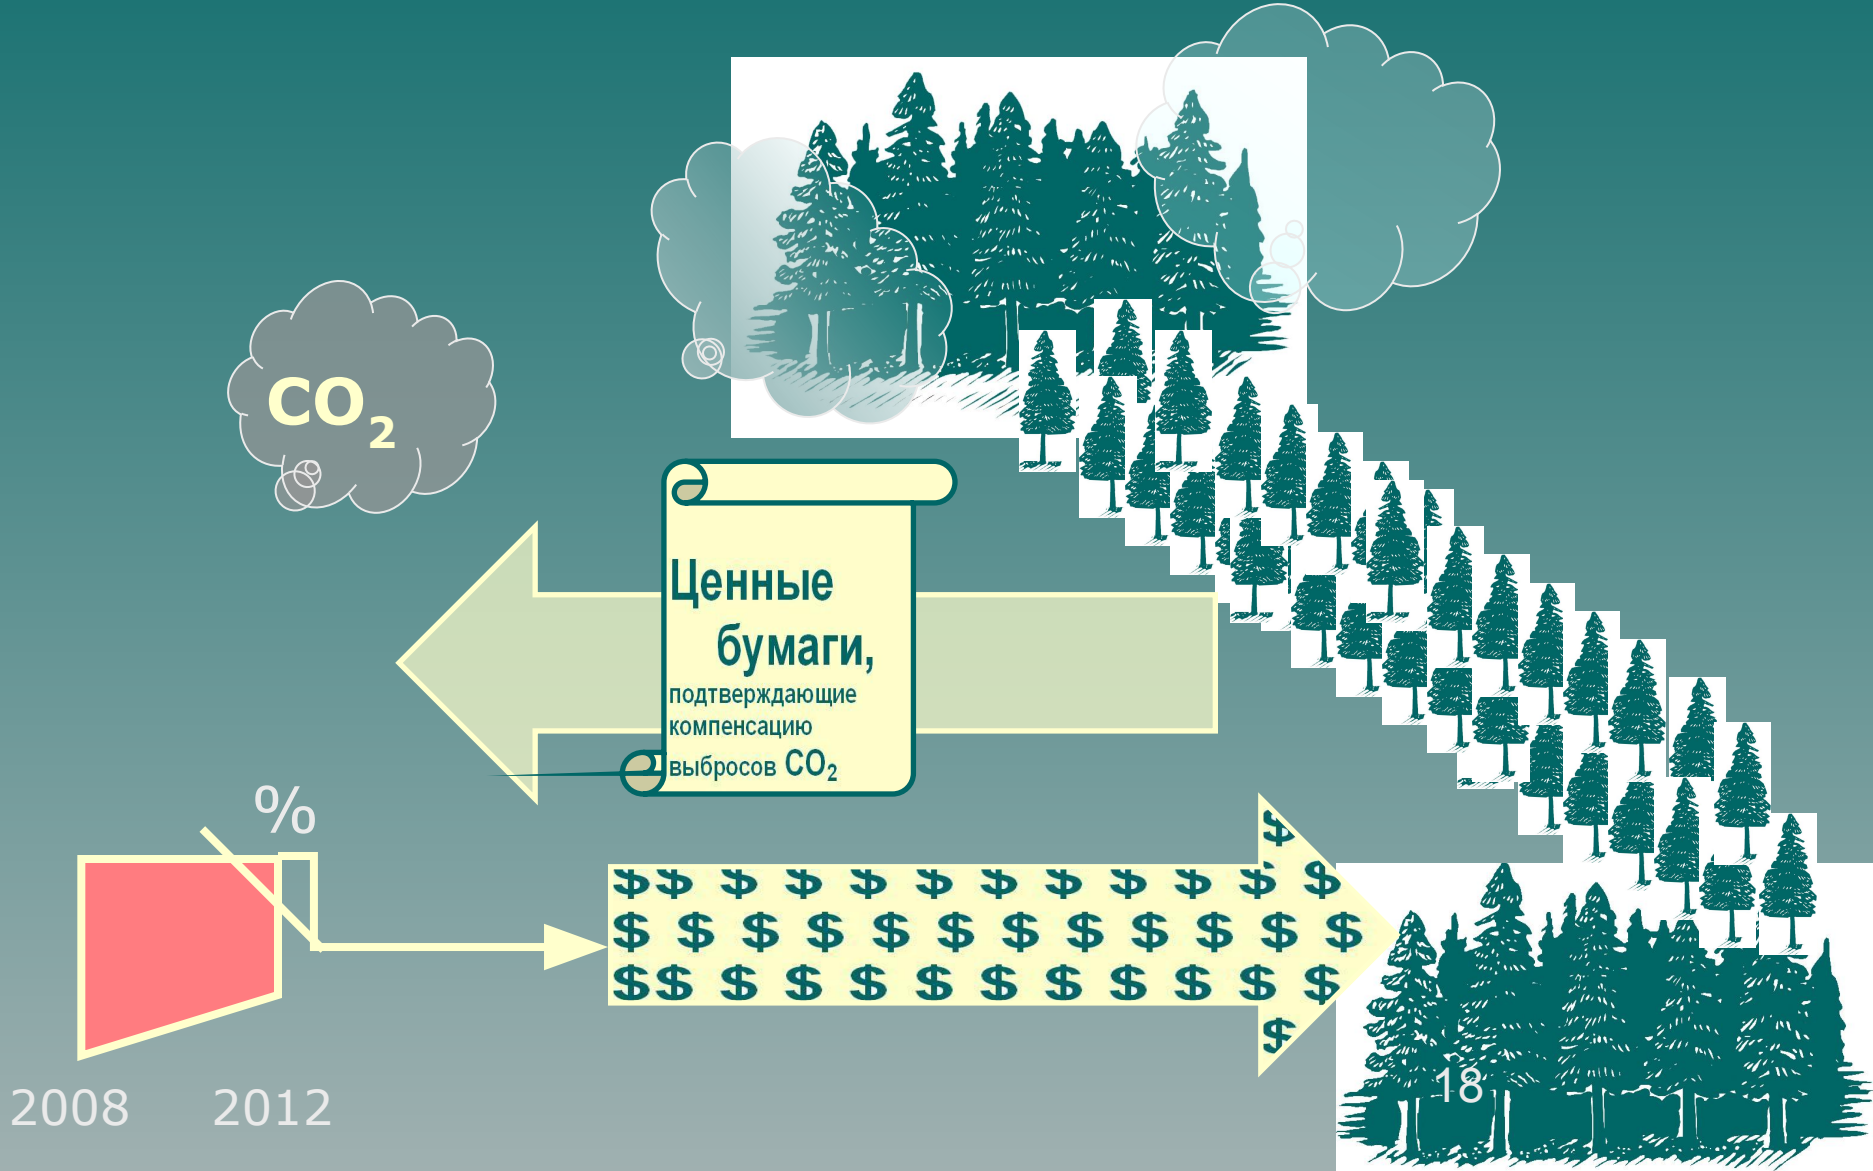 CO2
Ценные
бумаги,
подтверждающие
компенсацию
выбросов CO2
%
$$ $ $ $ $ $ $ $ $ $ $
$ $ $ $ $ $ $ $ $ $ $ $
$$ $ $ $ $ $ $ $ $ $ $
$
$
18
2008 2012